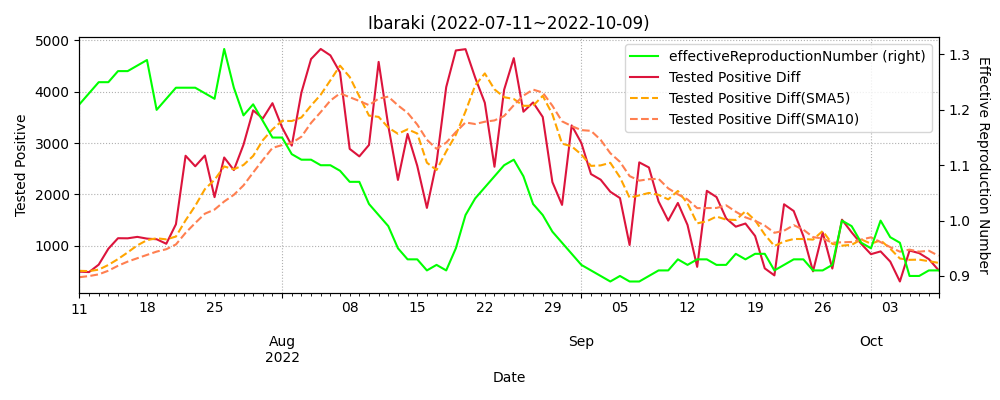 Ibaraki (2022-07-11~2022-10-09)
effectiveReproductionNumber (right)
Tested Positive Diff
Tested Positive Diff(SMA5)
Tested Positive Diff(SMA10)
Tested Positive
5000
4000
3000
2000
1000
Effective Reproduction Number
1.3
1.2
1.1
1.0
0.9
11 18 25 08 15 22 29 05 12 19 26 03
Aug Sep Oct
2022
Date